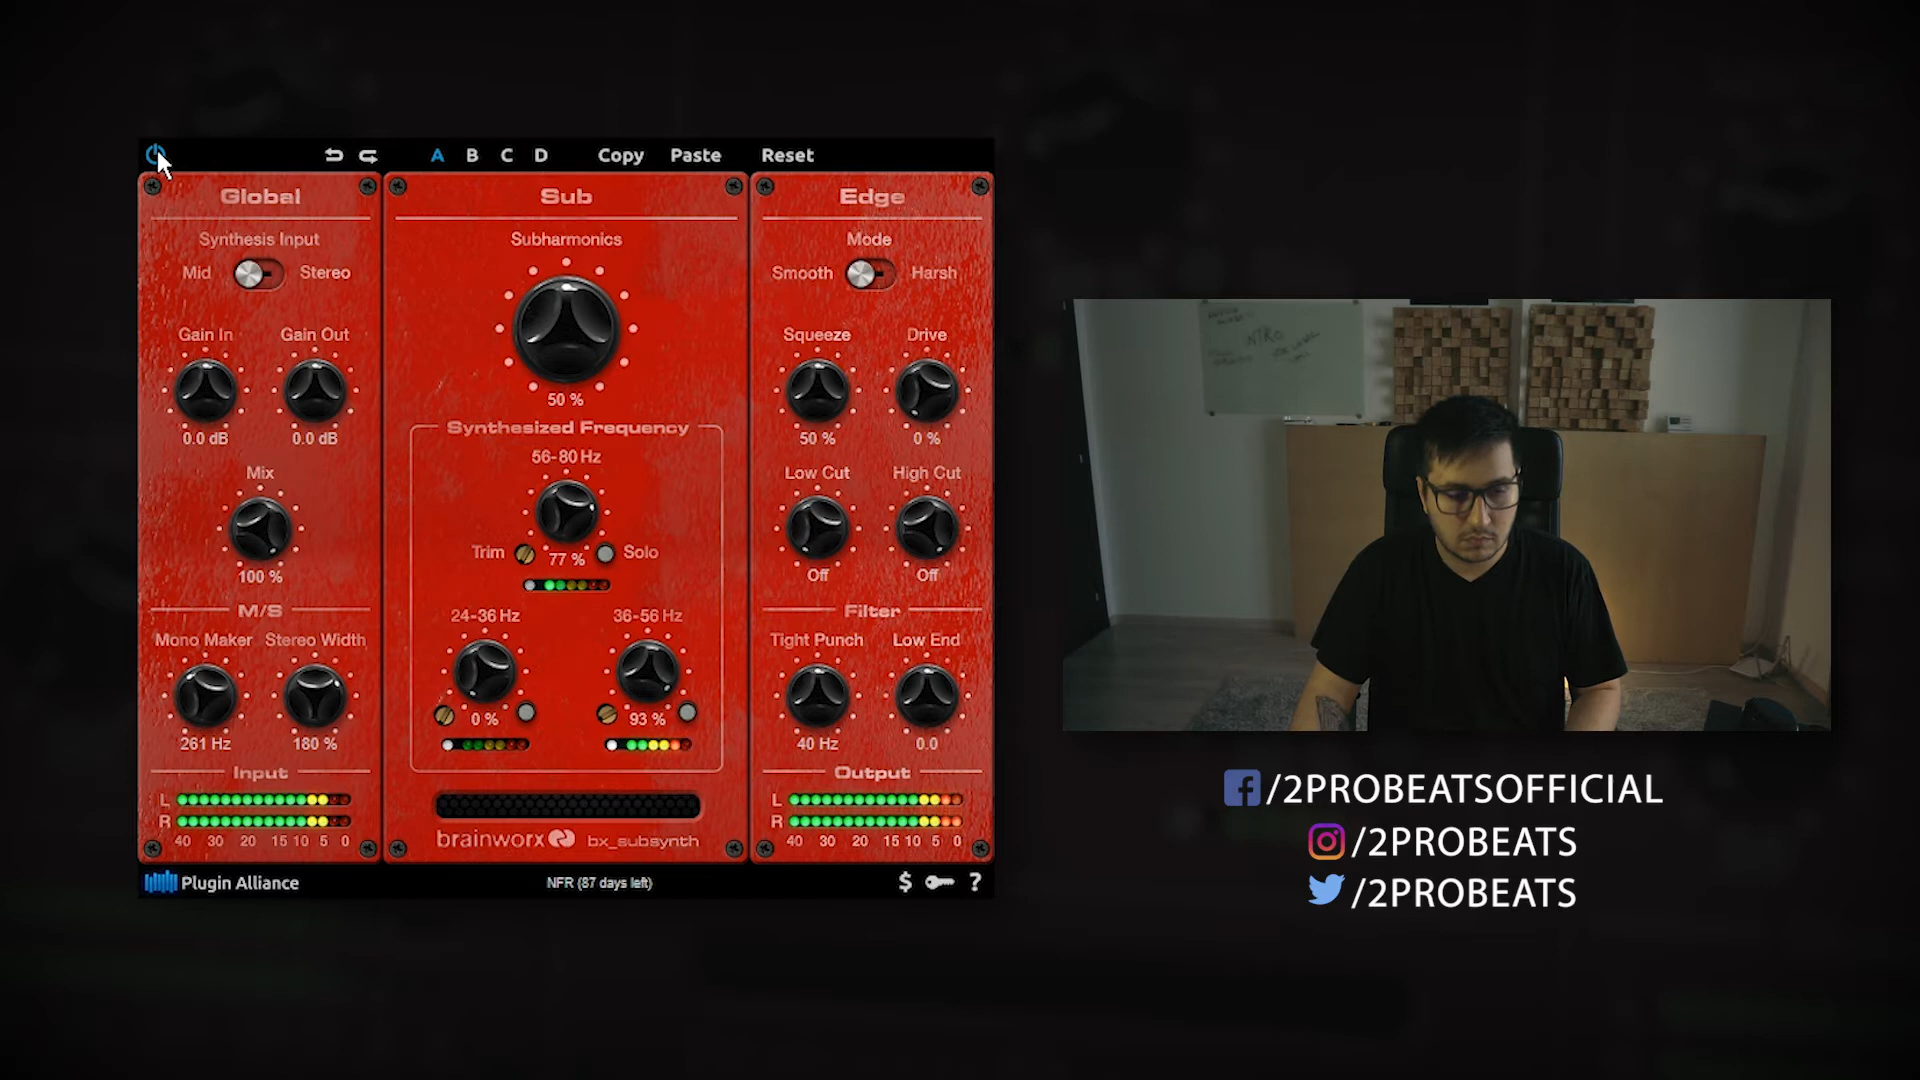 A B C D Copy Paste Reset
Global
Synthesis Input
Mid Stereo
Gain In Gain Out
0.0 dB 0.0 dB
Mix
100 %
M/S
Mono Maker Stereo Width
261 Hz 180 %
Input
L
R
40 30 20 15 10 5 0
Sub
Subharmonics
50 %
Synthesized Frequency
56-80 Hz
Trim 77 % Solo
24-36 Hz 36-56 Hz
0 % 93 %
brainworx bx_subsynth
Edge
Mode
Smooth Harsh
Squeeze Drive
50 % 0 %
Low Cut High Cut
Off Off
Filter
Tight Punch Low End
40 Hz 0.0
Output
L
R
40 30 20 15 10 5 0
Plugin Alliance NFR (87 days left) $ ?
INTRO
/2PROBEATSOFFICIAL
/2PROBEATS
/2PROBEATS